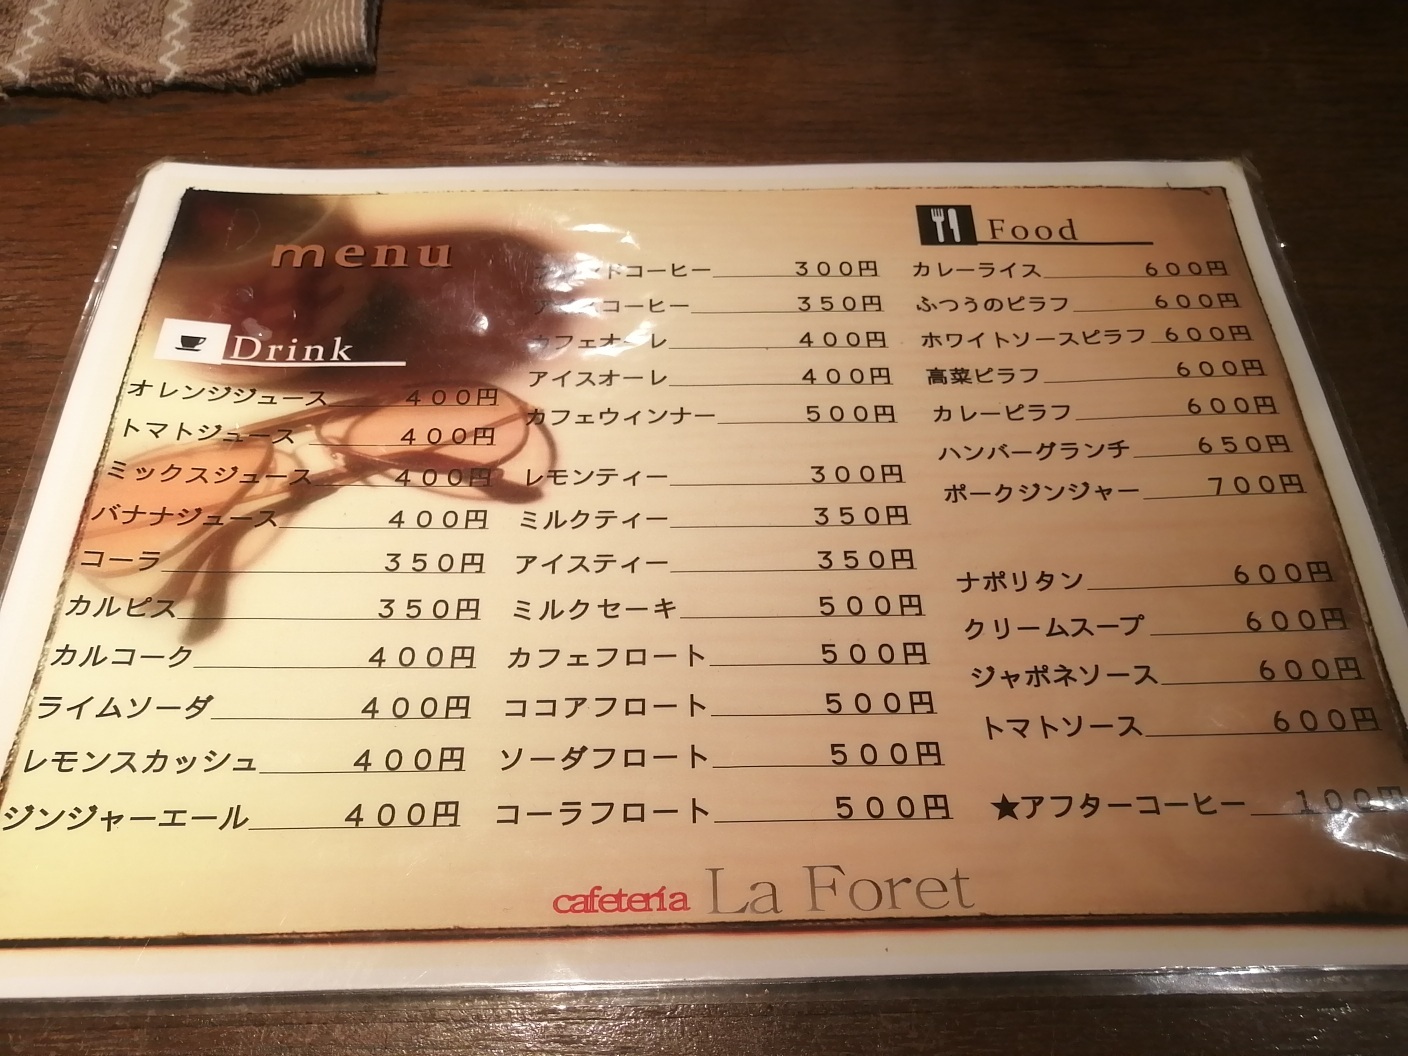 menu
Drink
オレンジジュース 400円
トマトジュース 400円
ミックスジュース 400円
バナナジュース 400円
コーラ 350円
カルピス 350円
カルコーク 400円
ライムソーダ 400円
レモンスカッシュ 400円
ジンジャーエール 400円
ドコーヒー 300円
コーヒー 350円
カフェオーレ 400円
アイスオーレ 400円
カフェウィンナー 500円
レモンティー 300円
ミルクティー 350円
アイスティー 350円
ミルクセーキ 500円
カフェフロート 500円
ココアフロート 500円
ソーダフロート 500円
コーラフロート 500円
Food
カレーライス 600円
ふつうのピラフ 600円
ホワイトソースピラフ 600円
高菜ピラフ 600円
カレーピラフ 600円
ハンバーグランチ 650円
ポークジンジャー 700円
ナポリタン 600円
クリームスープ 600円
ジャポネソース 600円
トマトソース 600円
★アフターコーヒー 100円
cafetería La Foret